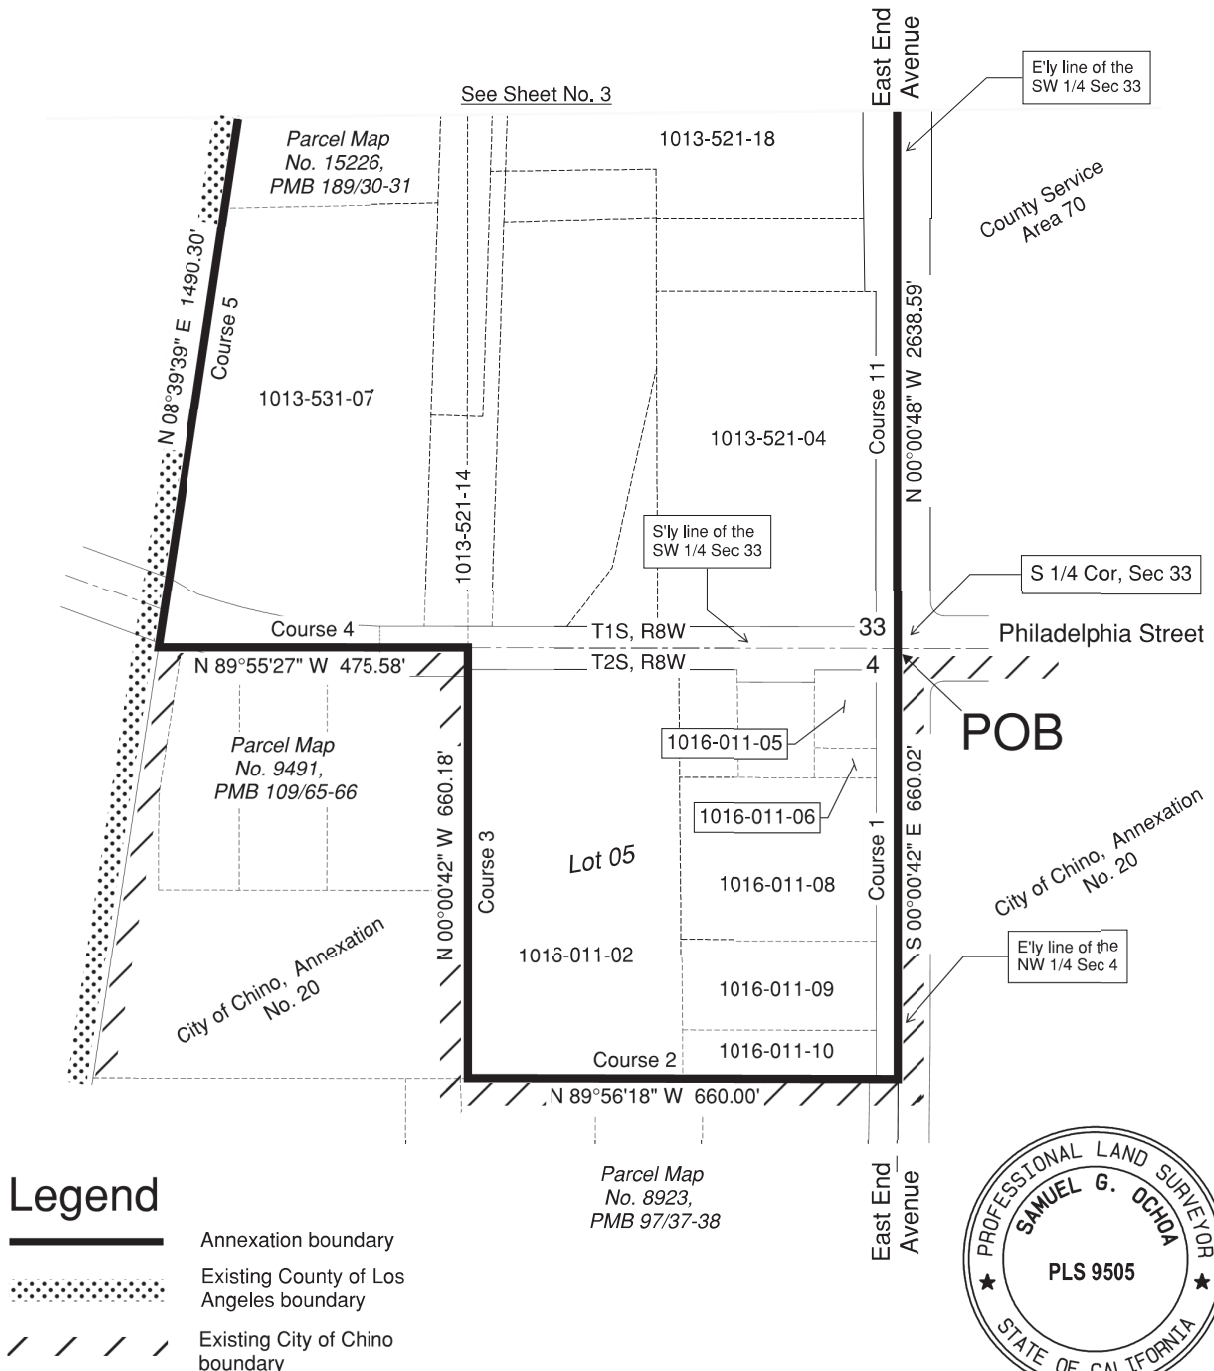 East End
Avenue
E'ly line of the
SW 1/4 Sec 33
See Sheet No. 3
Parcel Map
No. 15226,
PMB 189/30-31
1013-521-18
County Service
Area 70
N 08°39'39" E 1490.30'
Course 5
N 00°00'48" W 2638.59'
Course 11
1013-531-07
1013-521-04
1013-521-14
S'ly line of the
SW 1/4 Sec 33
S 1/4 Cor, Sec 33
Course 4
T1S, R8W
33
Philadelphia Street
N 89°55'27" W 475.58'
T2S, R8W
4
POB
1016-011-05
Parcel Map
No. 9491,
PMB 109/65-66
1016-011-06
N 00°00'42" W 660.18'
Course 3
Lot 05
Course 1
S 00°00'42" E 660.02'
1016-011-08
City of Chino, Annexation
No. 20
E'ly line of the
NW 1/4 Sec 4
1016-011-02
City of Chino, Annexation
No. 20
1016-011-09
Course 2
1016-011-10
N 89°56'18" W 660.00'
Parcel Map
No. 8923,
PMB 97/37-38
East End
Avenue
Legend
Annexation boundary
Existing County of Los
Angeles boundary
Existing City of Chino
boundary
PROFESSIONAL LAND SURVEYOR
SAMUEL G. OCHOA
PLS 9505
STATE OF CALIFORNIA